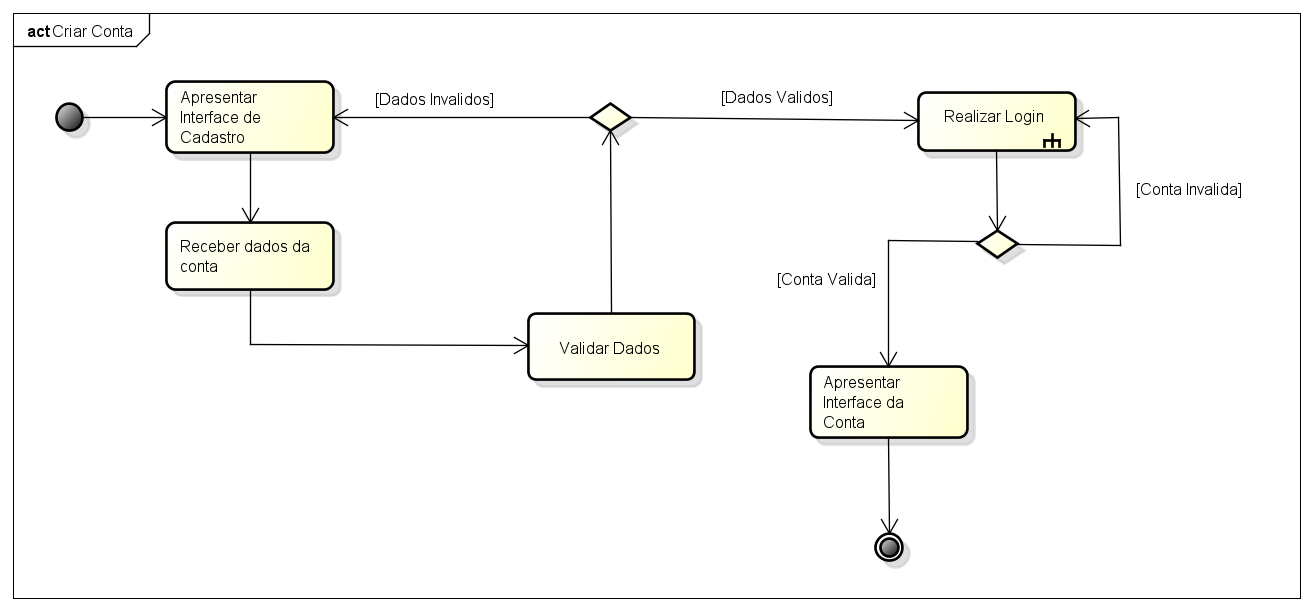 act Criar Conta
Apresentar
Interface de
Cadastro
[Dados Invalidos]
[Dados Validos]
Realizar Login
[Conta Invalida]
Receber dados da
conta
[Conta Valida]
Validar Dados
Apresentar
Interface da
Conta